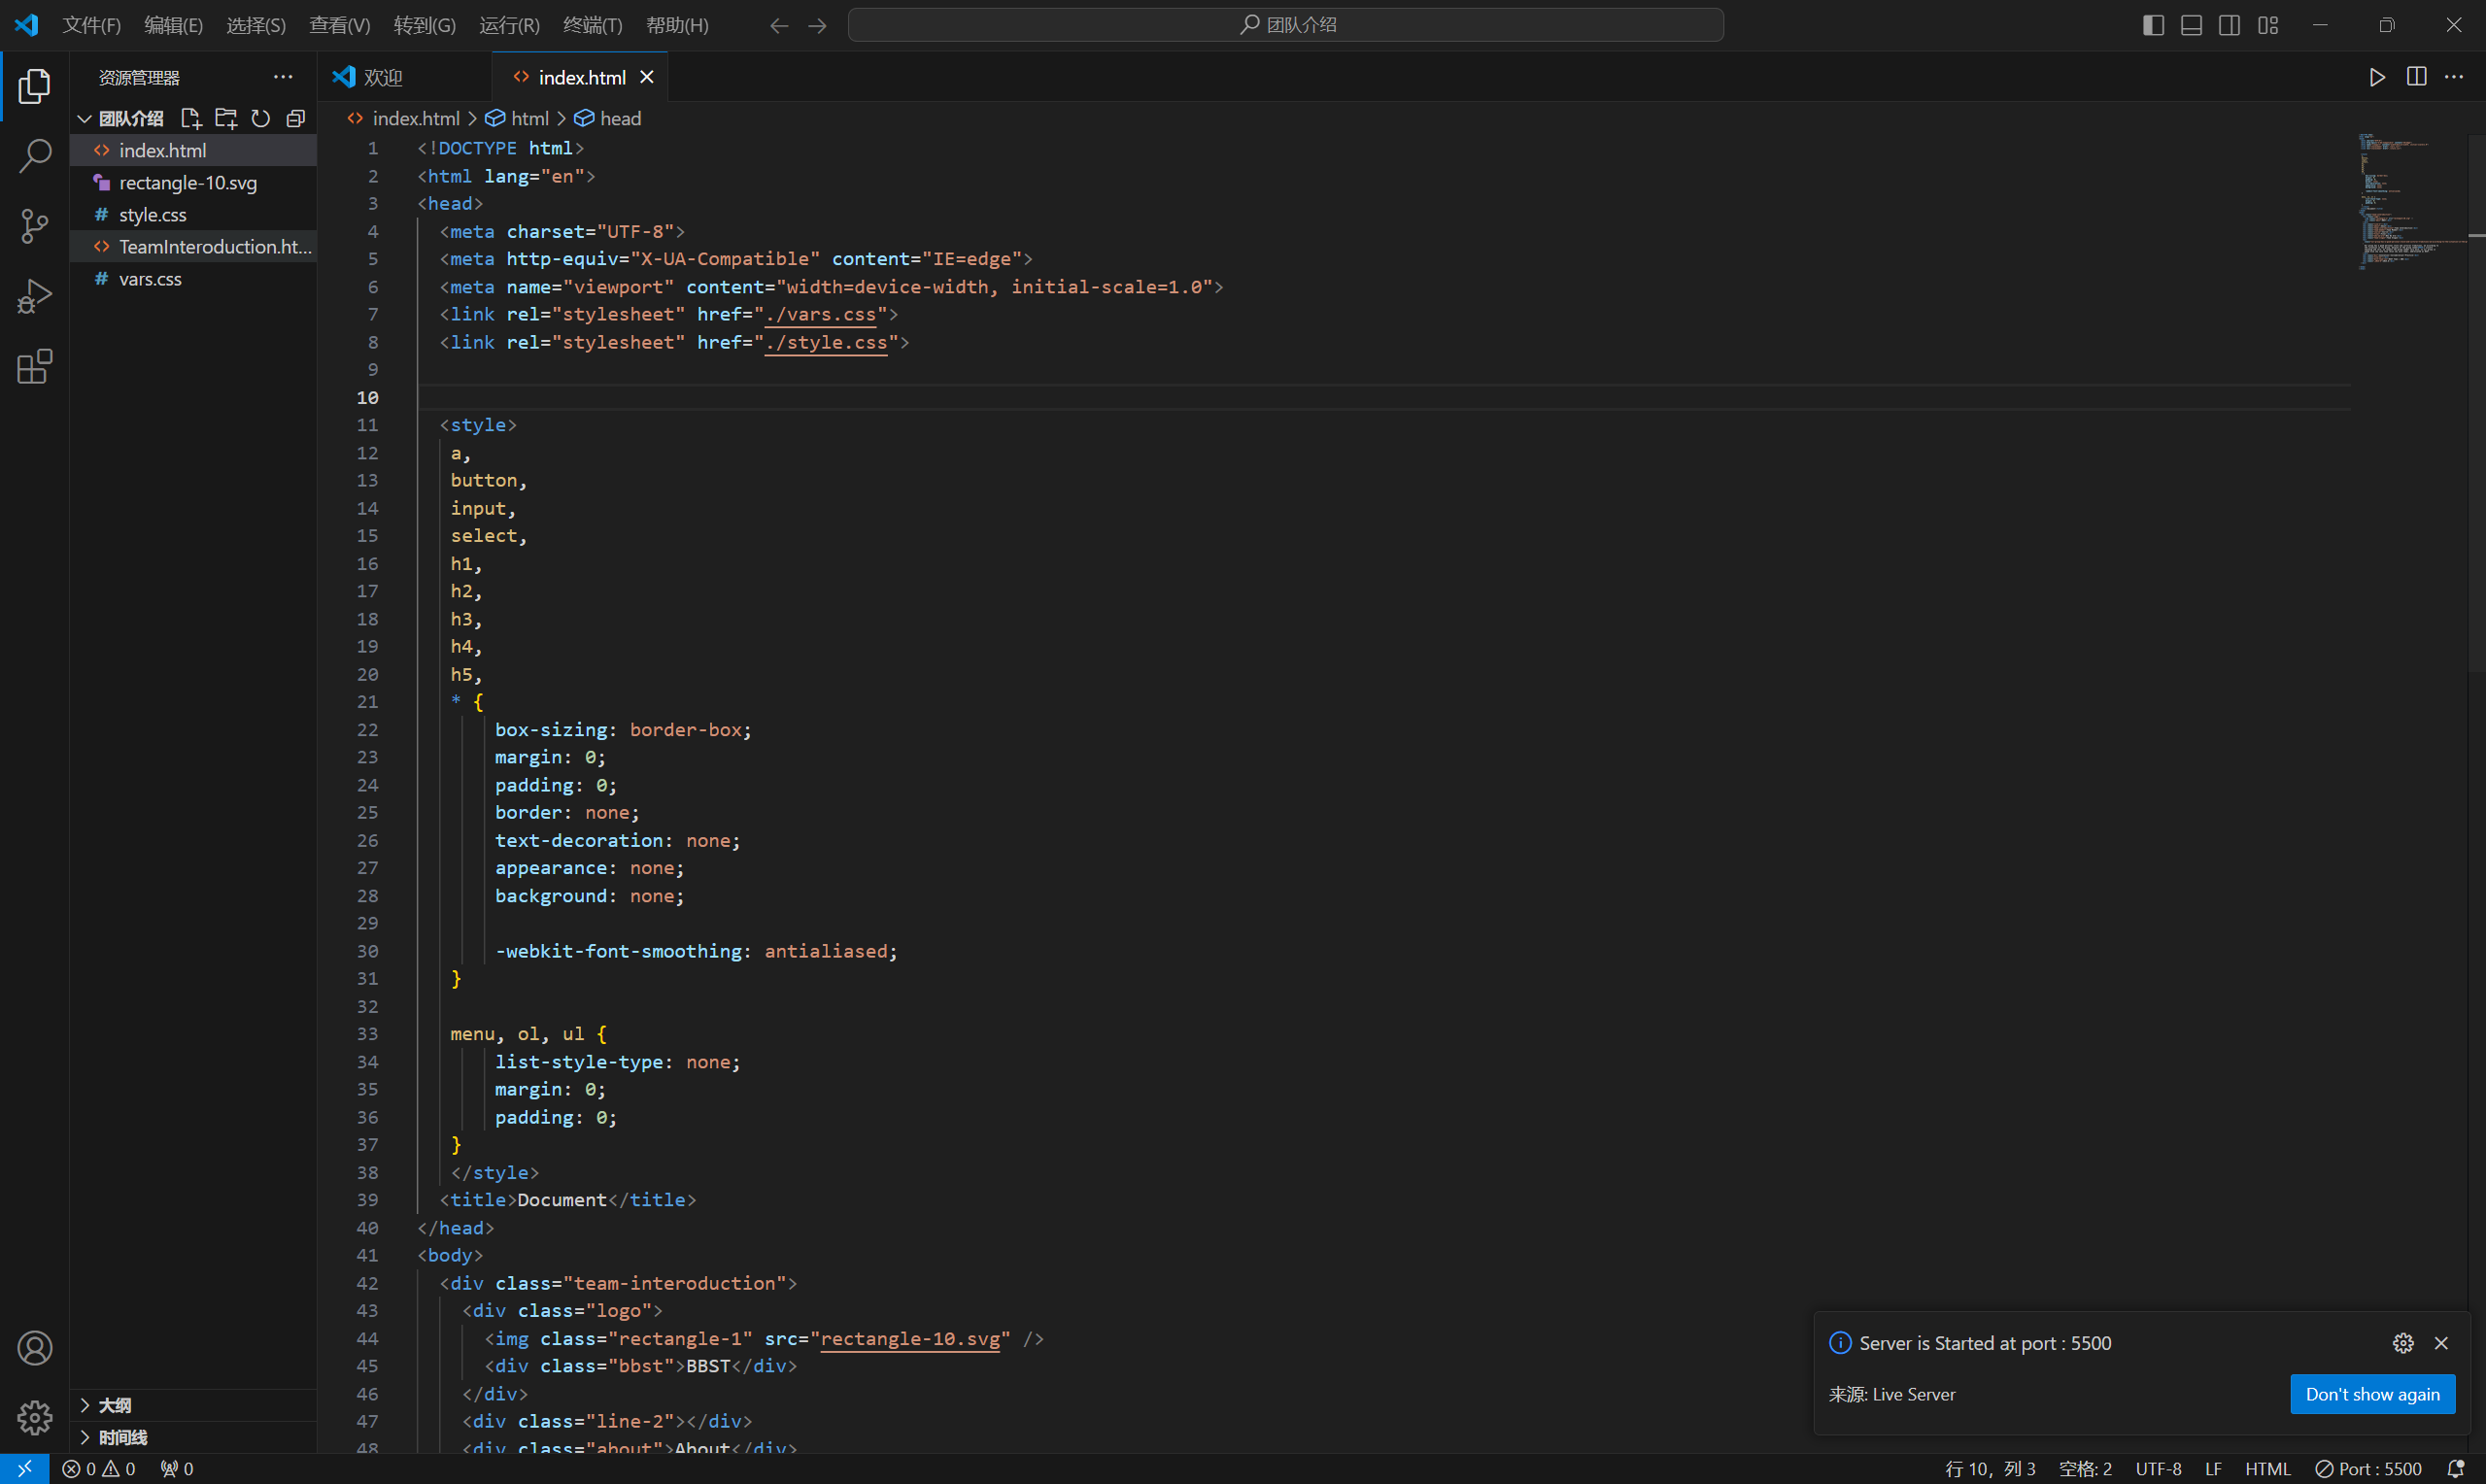 文件(F) 编辑(E) 选择(S) 查看(V) 转到(G) 运行(R) 终端(T) 帮助(H) 团队介绍
资源管理器
团队介绍
index.html
rectangle-10.svg
style.css
TeamInteroduction.ht...
vars.css
大纲
时间线
欢迎 index.html
index.html > html > head
1 <!DOCTYPE html>
2 <html lang="en">
3 <head>
4 <meta charset="UTF-8">
5 <meta http-equiv="X-UA-Compatible" content="IE=edge">
6 <meta name="viewport" content="width=device-width, initial-scale=1.0">
7 <link rel="stylesheet" href="./vars.css">
8 <link rel="stylesheet" href="./style.css">
9
10
11 <style>
12 a,
13 button,
14 input,
15 select,
16 h1,
17 h2,
18 h3,
19 h4,
20 h5,
21 * {
22 box-sizing: border-box;
23 margin: 0;
24 padding: 0;
25 border: none;
26 text-decoration: none;
27 appearance: none;
28 background: none;
29
30 -webkit-font-smoothing: antialiased;
31 }
32
33 menu, ol, ul {
34 list-style-type: none;
35 margin: 0;
36 padding: 0;
37 }
38 </style>
39 <title>Document</title>
40 </head>
41 <body>
42 <div class="team-interoduction">
43 <div class="logo">
44 <img class="rectangle-1" src="rectangle-10.svg" />
45 <div class="bbst">BBST</div>
46 </div>
47 <div class="line-2"></div>
48 <div class="about">About</div>
Server is Started at port : 5500
来源: Live Server
Don't show again
0 0 0 行 10，列 3 空格: 2 UTF-8 LF HTML Port : 5500